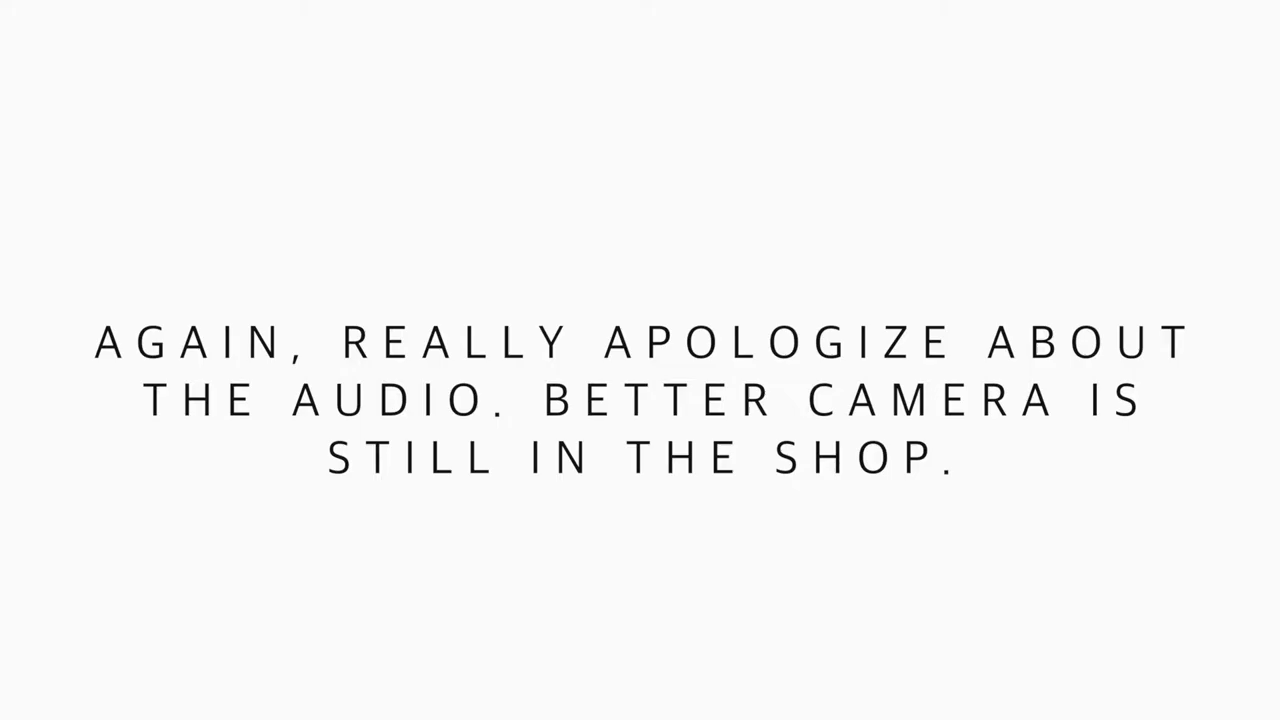 AGAIN, REALLY APOLOGIZE ABOUT
THE AUDIO. BETTER CAMERA IS
STILL IN THE SHOP.